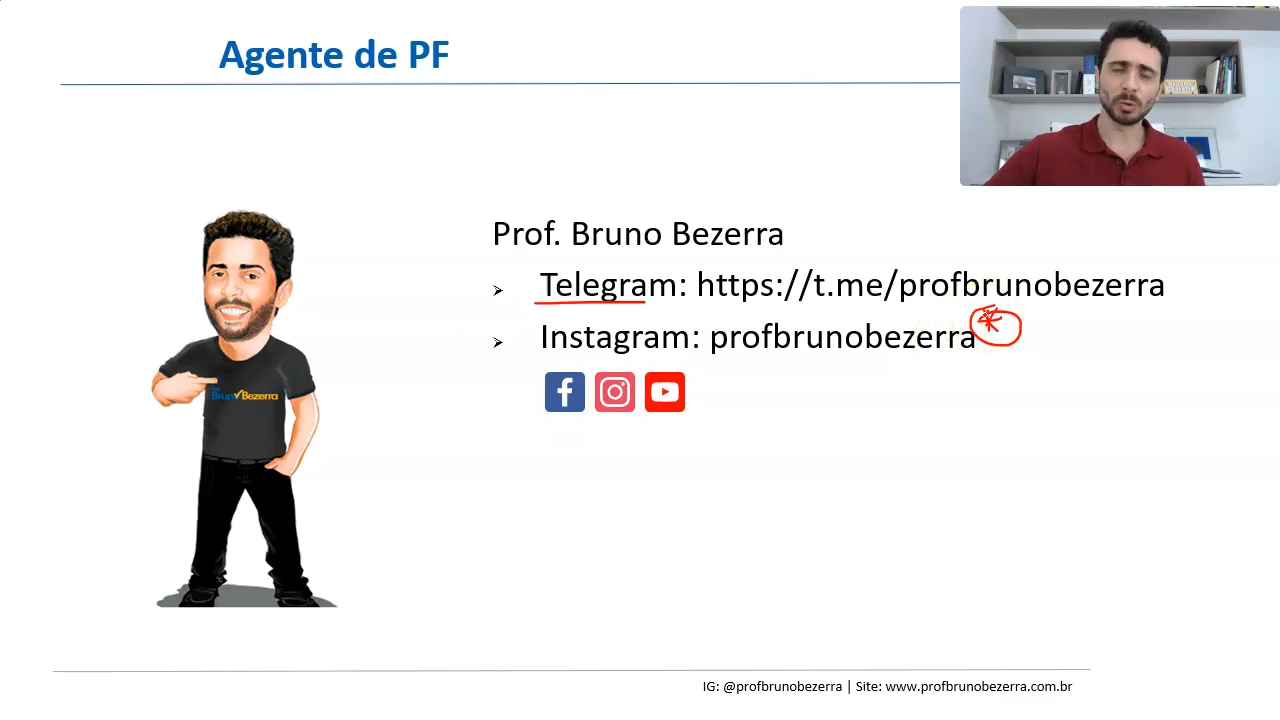 Agente de PF
Prof. Bruno Bezerra
Telegram: https://t.me/profbrunobezerra
Instagram: profbrunobezerra
Bezerra
IG: @profbrunobezerra | Site: www.profbrunobezerra.com.br